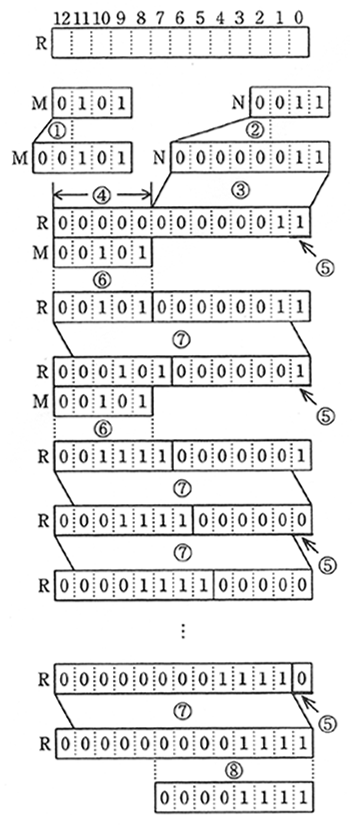 12 11 10 9 8 7 6 5 4 3 2 1 0
R
M 0 1 0 1 N 0 0 1 1
① ②
M 0 0 1 0 1 N 0 0 0 0 0 0 1 1
④ ③
R 0 0 0 0 0 0 0 0 0 0 0 1 1
M 0 0 1 0 1
⑥ ⑤
R 0 0 1 0 1 0 0 0 0 0 0 1 1
⑦
R 0 0 0 1 0 1 0 0 0 0 0 0 1
M 0 0 1 0 1 ⑤
⑥
R 0 0 1 1 1 1 0 0 0 0 0 0 1
⑦
R 0 0 0 1 1 1 1 0 0 0 0 0 0
⑦ ⑤
R 0 0 0 0 1 1 1 1 0 0 0 0 0
⋮
R 0 0 0 0 0 0 0 0 1 1 1 1 0
⑦ ⑤
R 0 0 0 0 0 0 0 0 0 1 1 1 1
⑧
0 0 0 0 1 1 1 1